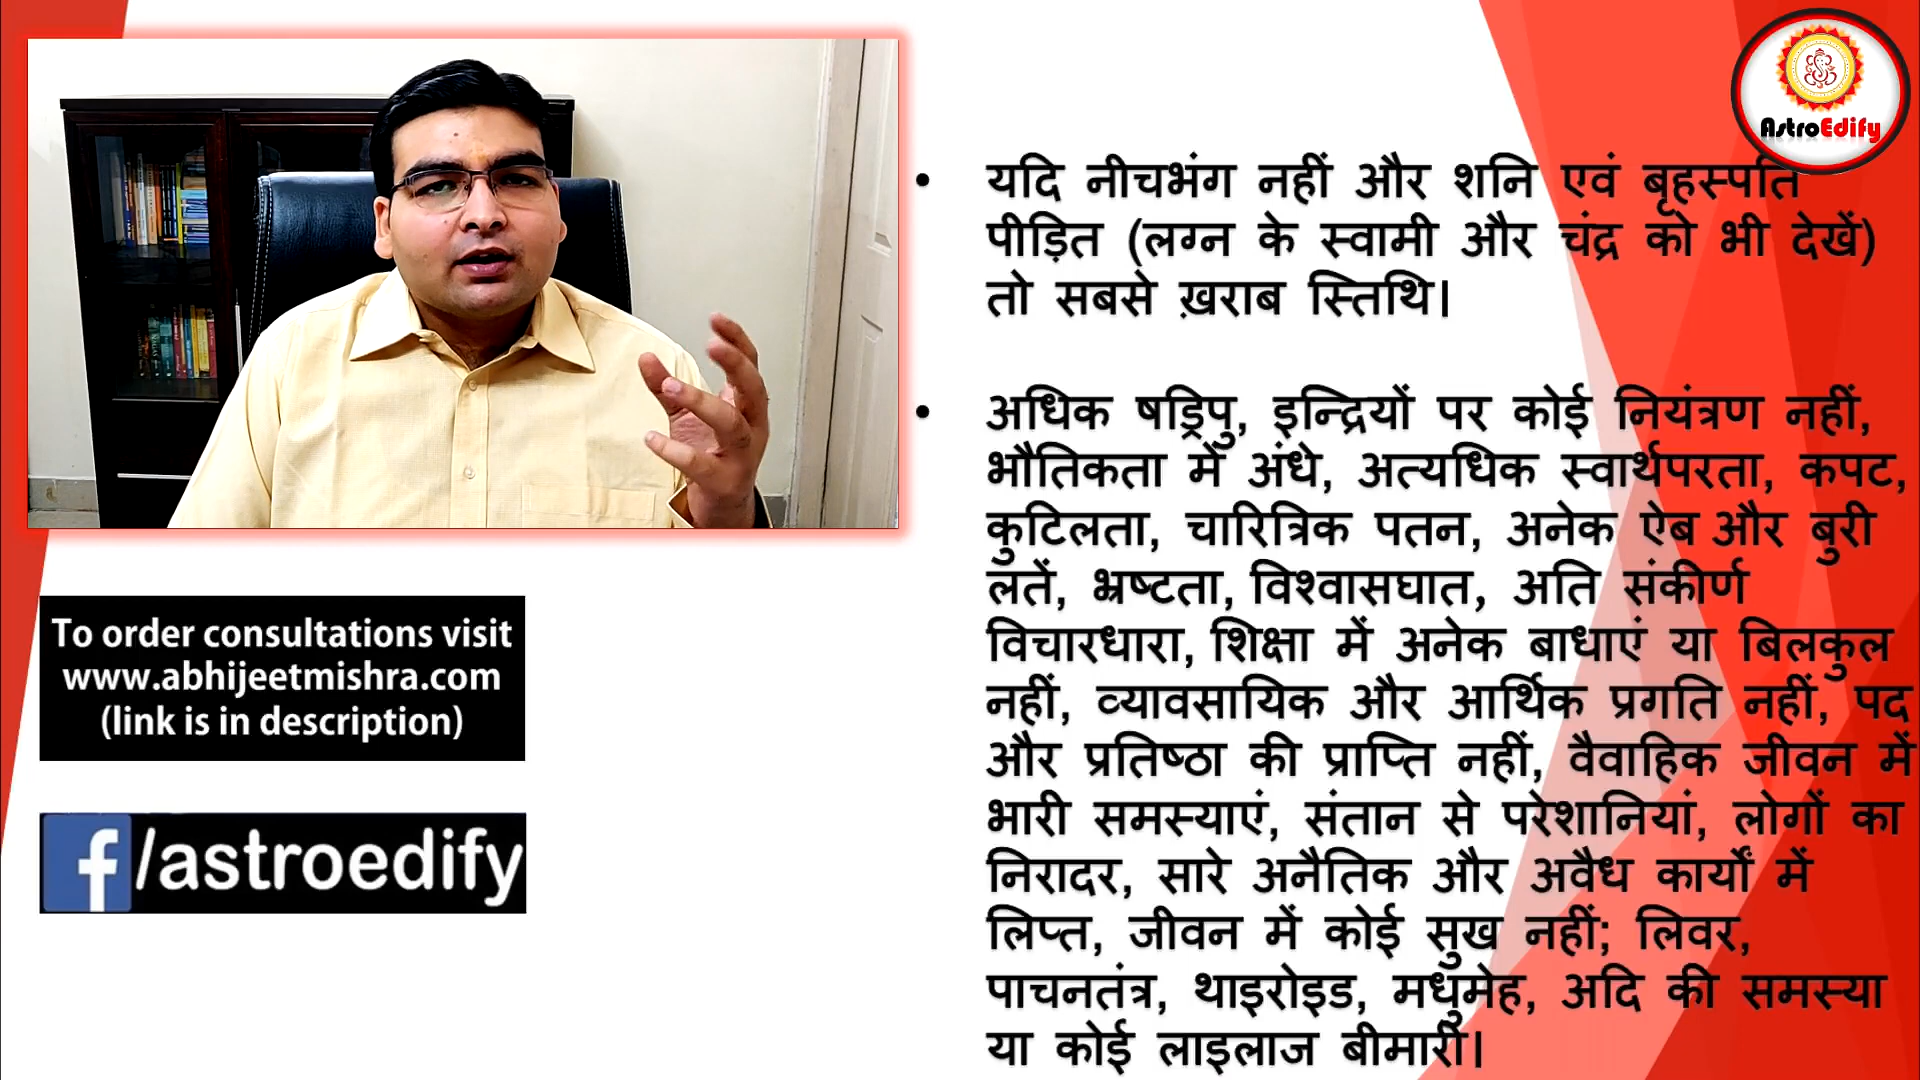 AstroEdify
• यदि नीचभंग नहीं और शनि एवं बृहस्पति
पीड़ित (लग्न के स्वामी और चंद्र को भी देखें)
तो सबसे ख़राब स्तिथि।
• अधिक षड्रिपु, इन्द्रियों पर कोई नियंत्रण नहीं,
भौतिकता में अंधे, अत्यधिक स्वार्थपरता, कपट,
कुटिलता, चारित्रिक पतन, अनेक ऐब और बुरी
लतें, भ्रष्टता, विश्वासघात, अति संकीर्ण
विचारधारा, शिक्षा में अनेक बाधाएं या बिलकुल
नहीं, व्यावसायिक और आर्थिक प्रगति नहीं, पद
और प्रतिष्ठा की प्राप्ति नहीं, वैवाहिक जीवन में
भारी समस्याएं, संतान से परेशानियां, लोगों का
निरादर, सारे अनैतिक और अवैध कार्यों में
लिप्त, जीवन में कोई सुख नहीं; लिवर,
पाचनतंत्र, थाइरोइड, मधुमेह, अदि की समस्या
या कोई लाइलाज बीमारी।
To order consultations visit
www.abhijeetmishra.com
(link is in description)
f/astroedify